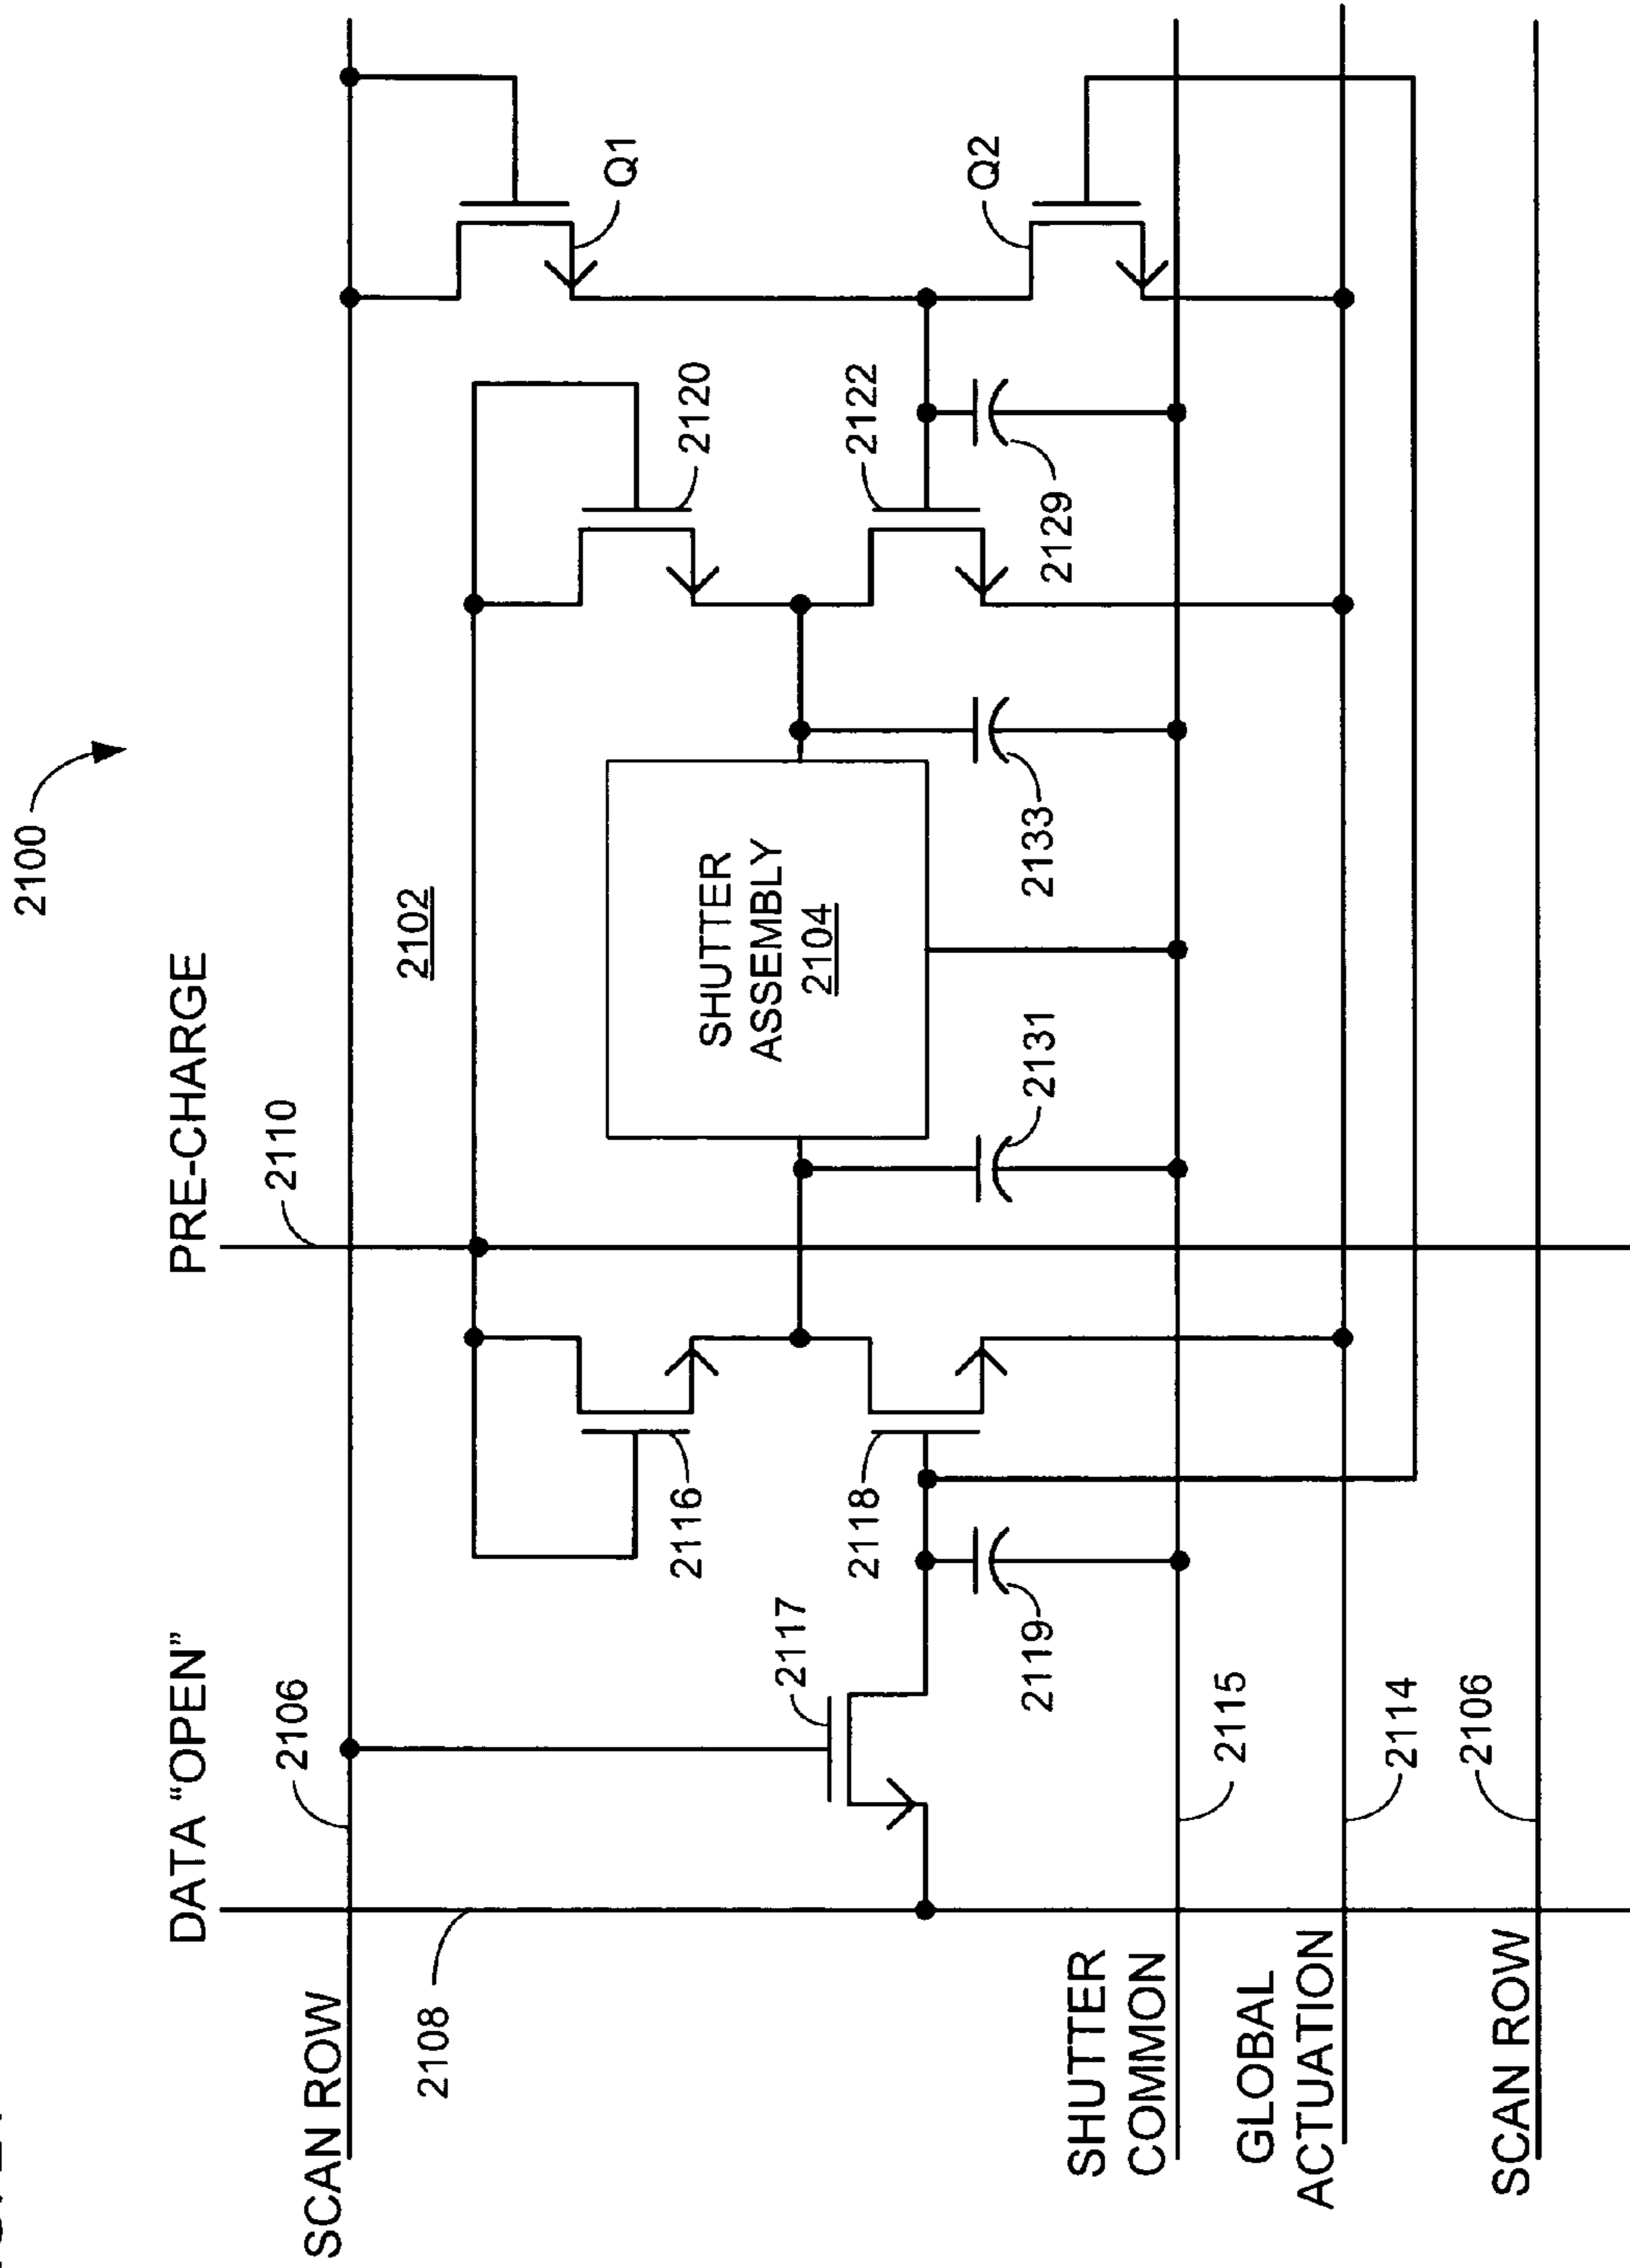 2100
DATA “OPEN”
PRE-CHARGE
SCAN ROW
2106
2110
2108
2102
Q1
2116
2120
2117
SHUTTER
ASSEMBLY
2104
2118
2122
Q2
2119
2131
2133
2129
SHUTTER
COMMON
2115
GLOBAL
ACTUATION
2114
SCAN ROW
2106